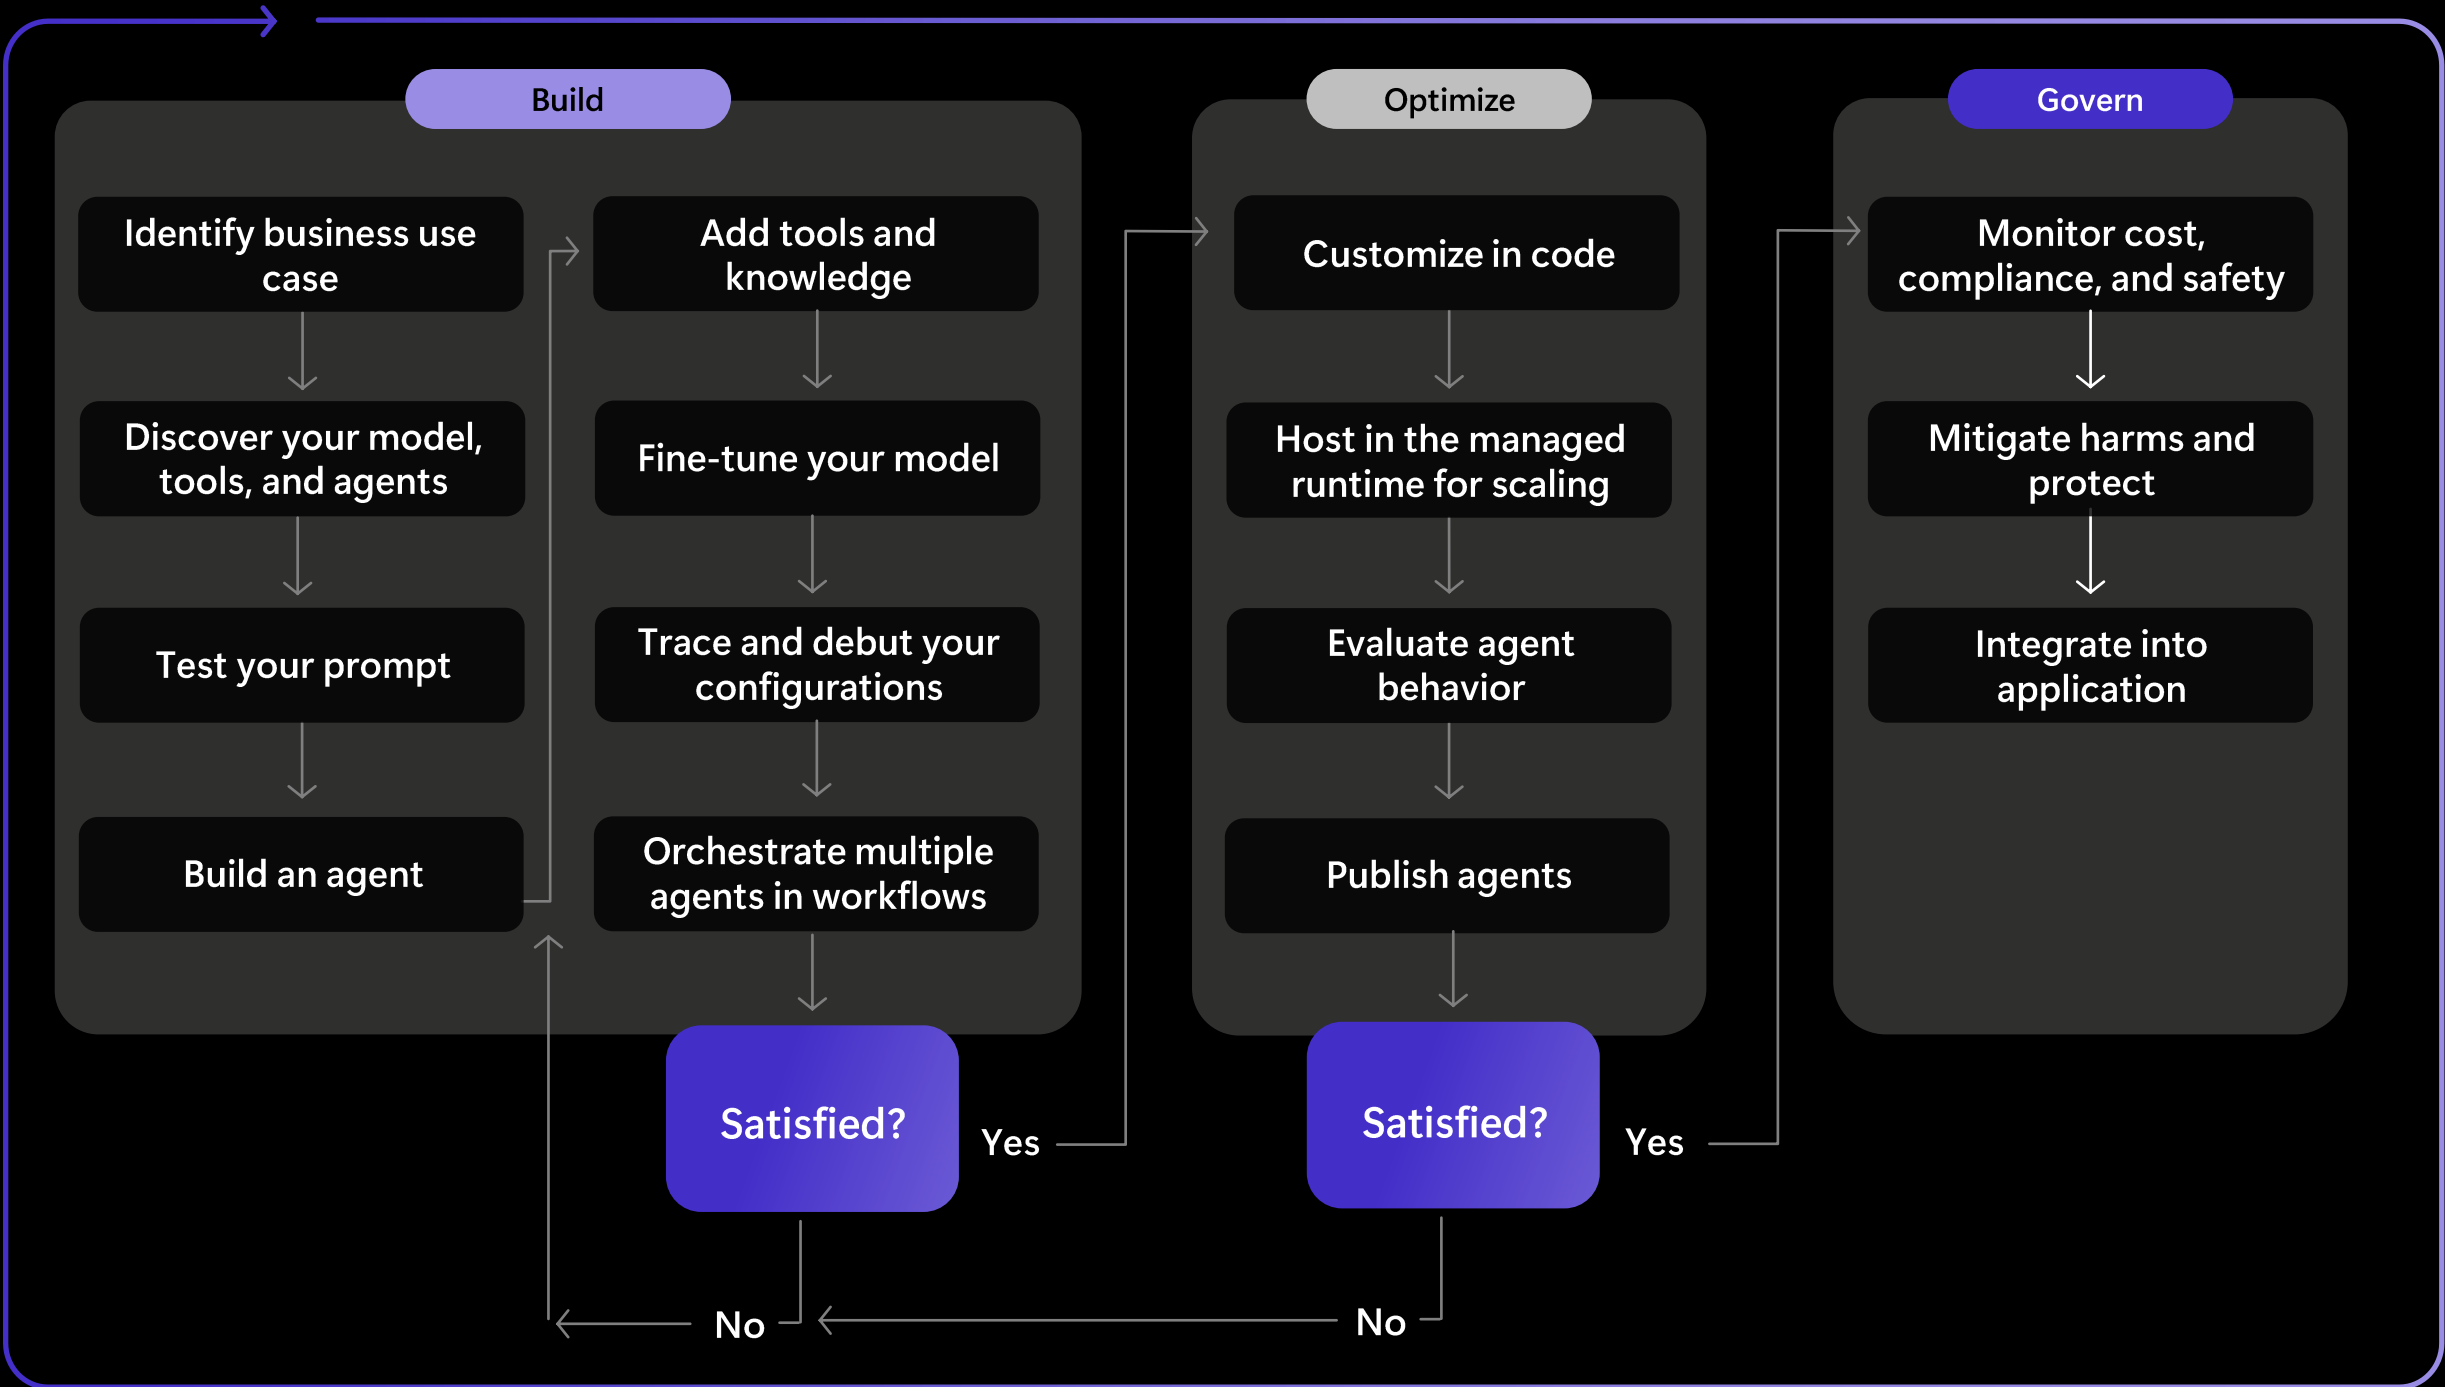 Build
Identify business use
case
Discover your model,
tools, and agents
Test your prompt
Build an agent
Add tools and
knowledge
Fine-tune your model
Trace and debut your
configurations
Orchestrate multiple
agents in workflows
Satisfied?
Yes
No
Optimize
Customize in code
Host in the managed
runtime for scaling
Evaluate agent
behavior
Publish agents
Satisfied?
Yes
No
Govern
Monitor cost,
compliance, and safety
Mitigate harms and
protect
Integrate into
application